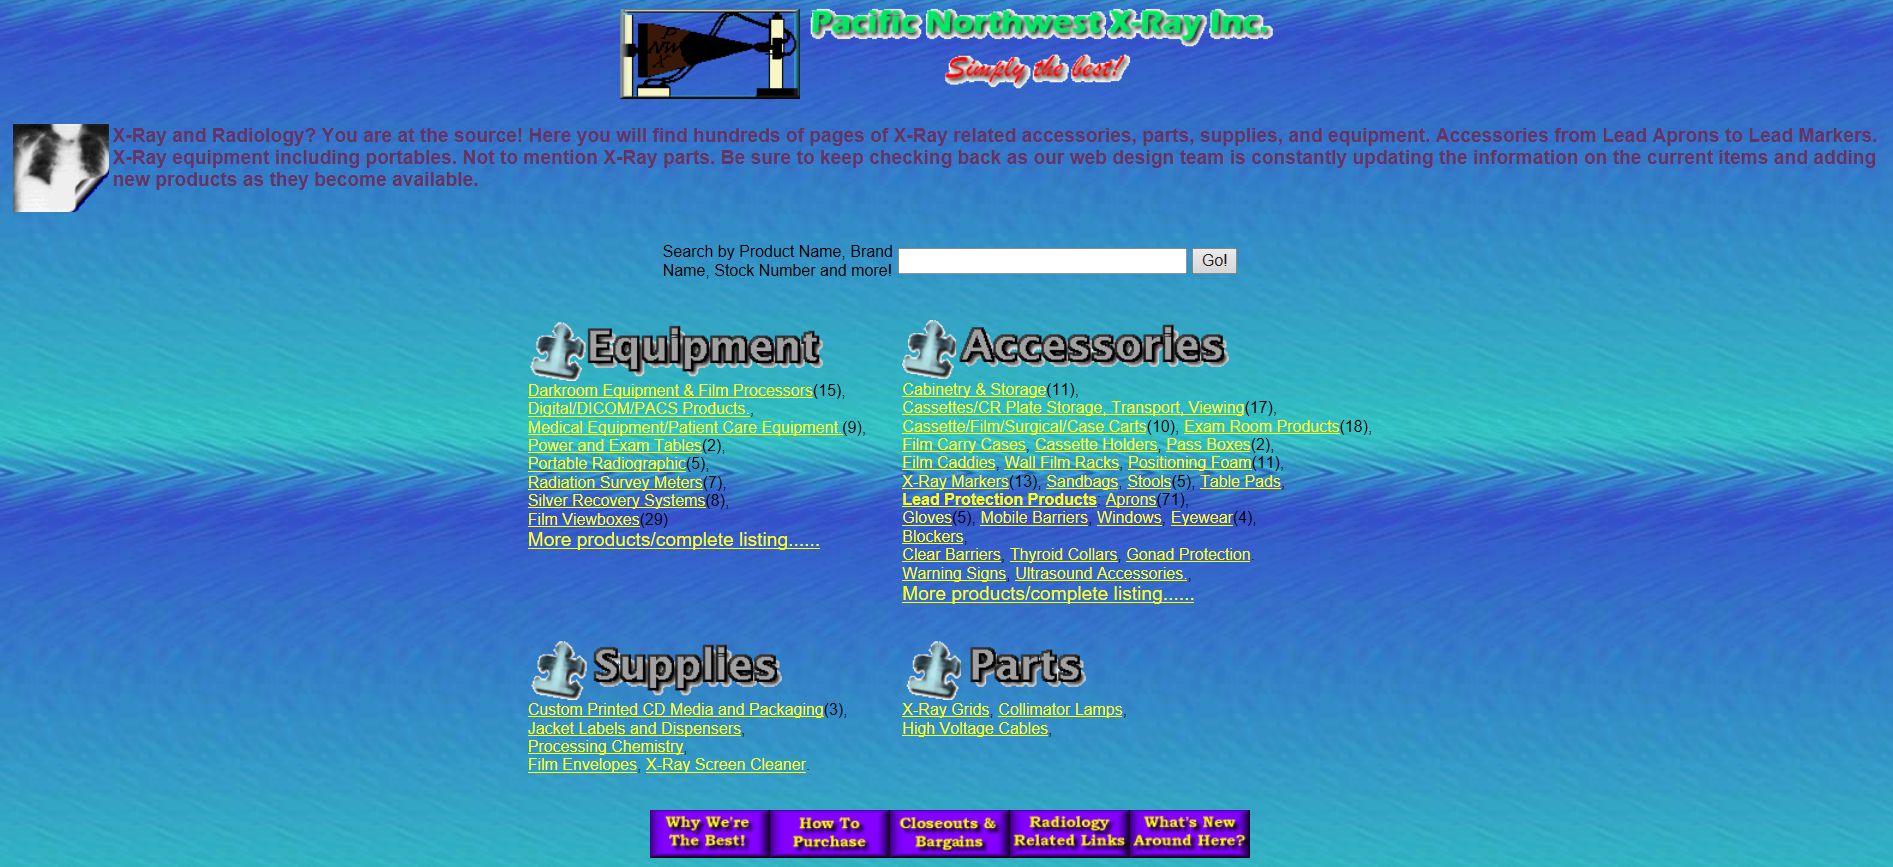 P
NW
X
Pacific Northwest X-Ray Inc.
Simply the best!
X-Ray and Radiology? You are at the source! Here you will find hundreds of pages of X-Ray related accessories, parts, supplies, and equipment. Accessories from Lead Aprons to Lead Markers.
X-Ray equipment including portables. Not to mention X-Ray parts. Be sure to keep checking back as our web design team is constantly updating the information on the current items and adding
new products as they become available.
Search by Product Name, Brand
Name, Stock Number and more!
Go!
Equipment
Darkroom Equipment & Film Processors(15),
Digital/DICOM/PACS Products.,
Medical Equipment/Patient Care Equipment (9),
Power and Exam Tables(2),
Portable Radiographic(5),
Radiation Survey Meters(7),
Silver Recovery Systems(8),
Film Viewboxes(29)
More products/complete listing......
Accessories
Cabinetry & Storage(11),
Cassettes/CR Plate Storage, Transport, Viewing(17),
Cassette/Film/Surgical/Case Carts(10), Exam Room Products(18),
Film Carry Cases, Cassette Holders, Pass Boxes(2),
Film Caddies, Wall Film Racks, Positioning Foam(11),
X-Ray Markers(13), Sandbags, Stools(5), Table Pads,
Lead Protection Products; Aprons(71),
Gloves(5), Mobile Barriers, Windows, Eyewear(4),
Blockers,
Clear Barriers, Thyroid Collars, Gonad Protection
Warning Signs, Ultrasound Accessories.,
More products/complete listing......
Supplies
Custom Printed CD Media and Packaging(3),
Jacket Labels and Dispensers,
Processing Chemistry,
Film Envelopes, X-Ray Screen Cleaner.
Parts
X-Ray Grids, Collimator Lamps,
High Voltage Cables,
Why We're
The Best!
How To
Purchase
Closeouts &
Bargains
Radiology
Related Links
What's New
Around Here?